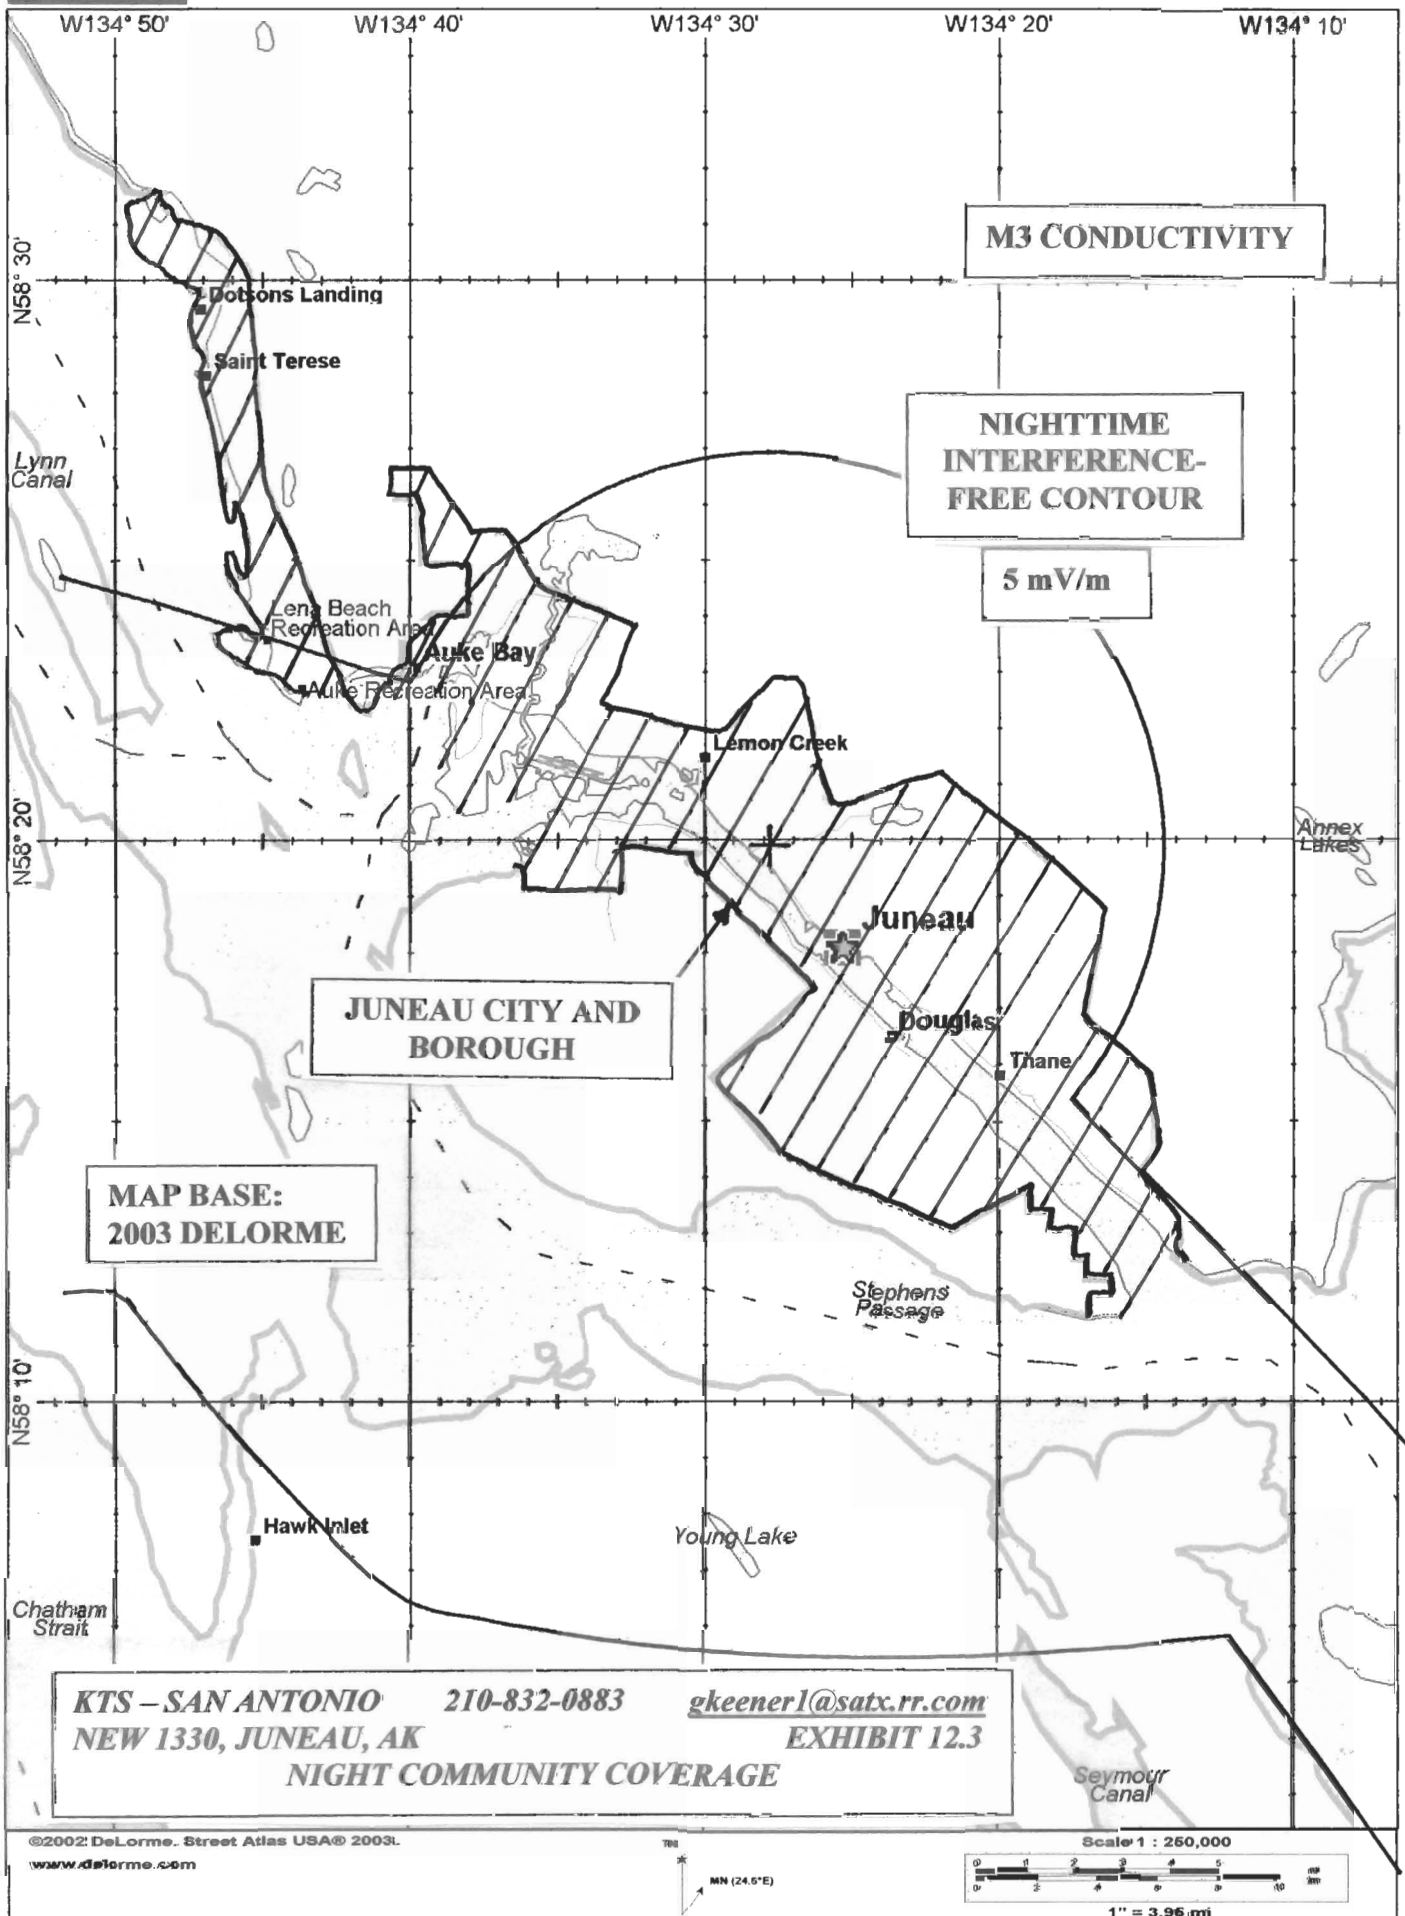 W134° 50'
W134° 40'
W134° 30'
W134° 20'
W134° 10'
M3 CONDUCTIVITY
N58° 30'
Dotsons Landing
Saint Terese
NIGHTTIME
INTERFERENCE-
FREE CONTOUR
Lynn
Canal
5 mV/m
Lena Beach
Recreation Area
Auke Bay
Auke Recreation Area
Lemon Creek
N58° 20'
Annex
Lakes
Juneau
JUNEAU CITY AND
BOROUGH
Douglas
Thane
MAP BASE:
2003 DELORME
Stephens
Passage
N58° 10'
Hawk Inlet
Young Lake
Chatham
Strait
KTS – SAN ANTONIO 210-832-0883 gkeener1@satx.rr.com
NEW 1330, JUNEAU, AK EXHIBIT 12.3
NIGHT COMMUNITY COVERAGE
Seymour
Canal
©2002 DeLorme. Street Atlas USA® 2003.
www.delorme.com
MN (24.6°E)
Scale 1 : 250,000
1" = 3.95 mi